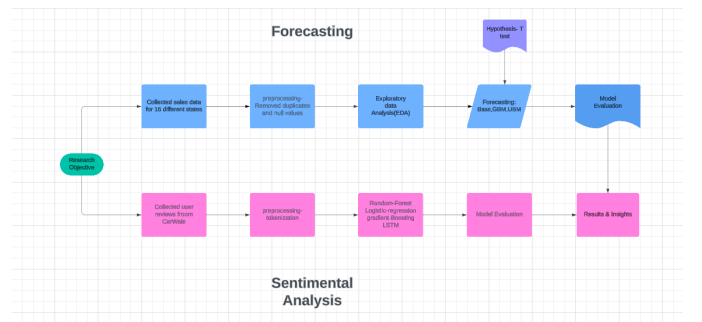 Forecasting
Hypothesis- T
test
Collected sales data
for 16 different states
preprocessing-
Removed duplicates
and null values
Exploratory
data
Analysis(EDA)
Forecasting:
Base,GBM,
Model
Evaluation
Research
Objective
Collected user
reviews from
CarWale
preprocessing-
tokenization
Random-Forest
Logistic-regression
gradient-Boosting
LSTM
Model Evaluation
Results & Insights
Sentimental
Analysis